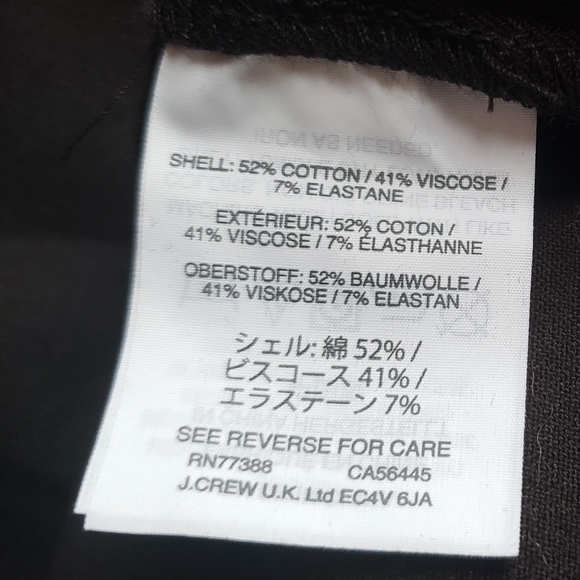 SHELL: 52% COTTON / 41% VISCOSE /
7% ELASTANE
EXTÉRIEUR: 52% COTON /
41% VISCOSE / 7% ÉLASTHANNE
OBERSTOFF: 52% BAUMWOLLE /
41% VISKOSE / 7% ELASTAN
シェル: 綿 52% /
ビスコース 41% /
エラステーン 7%
SEE REVERSE FOR CARE
RN77388 CA56445
J.CREW U.K. Ltd EC4V 6JA